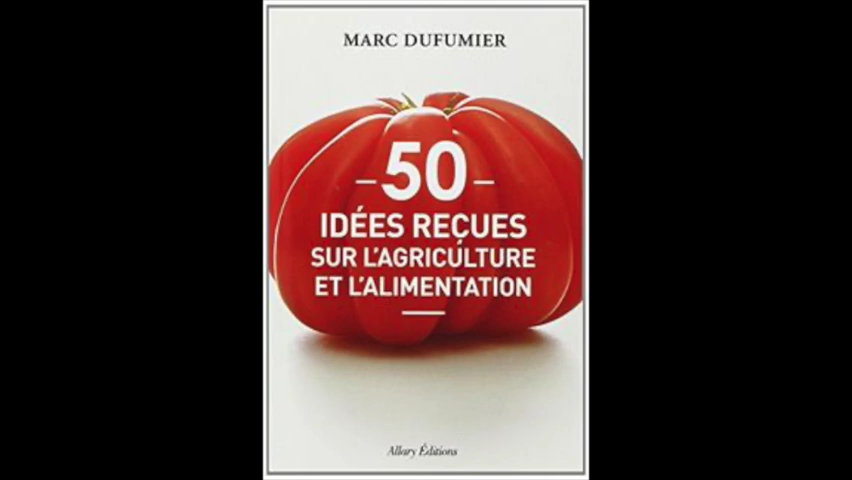 MARC DUFUMIER
50
IDÉES REÇUES
SUR L'AGRICULTURE
ET L'ALIMENTATION
Allary Éditions